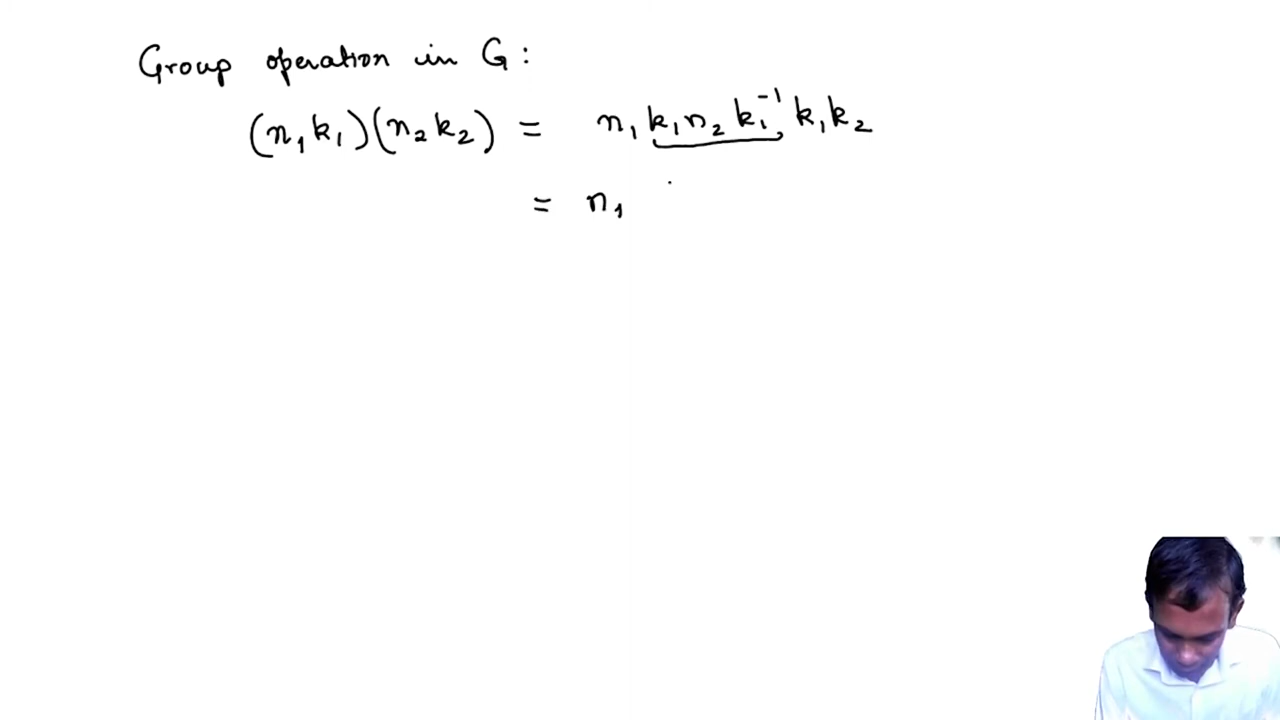 Group operation in G:
(n₁k₁)(n₂k₂) = n₁k₁n₂k₁⁻¹k₁k₂
= n₁